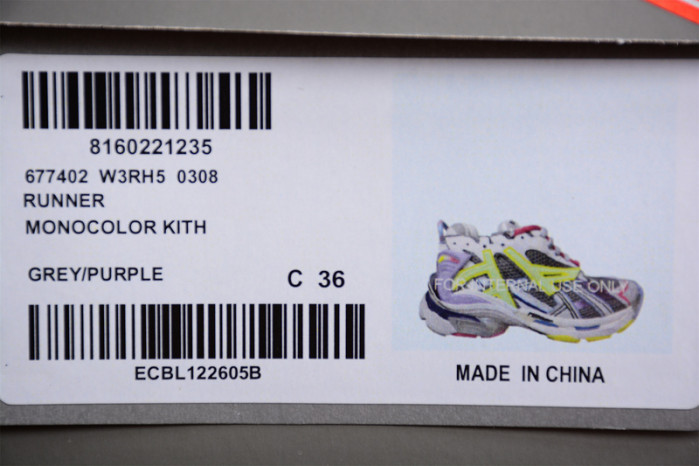 8160221235
677402 W3RH5 0308
RUNNER
MONOCOLOR KITH
GREY/PURPLE
C 36
FOR INTERNAL USE ONLY
ECBL122605B
MADE IN CHINA